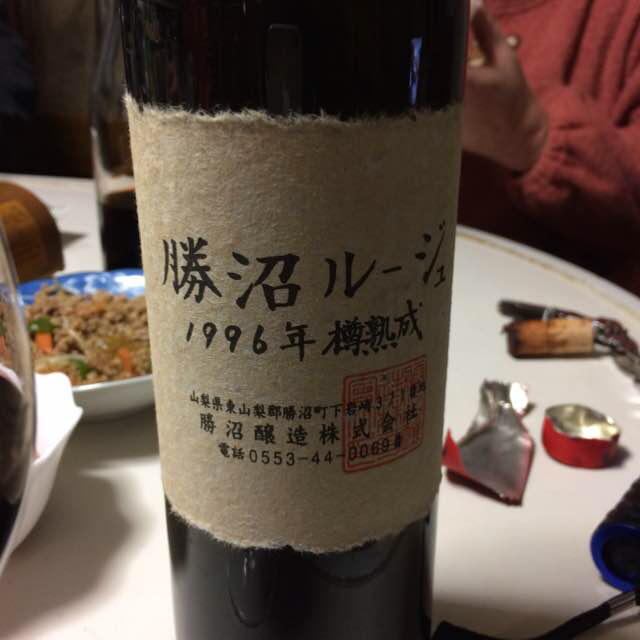 勝沼ルージュ
1996年樽熟成
山梨県東山梨郡勝沼町下岩崎371番地
勝沼醸造株式会社
電話0553-44-0069番